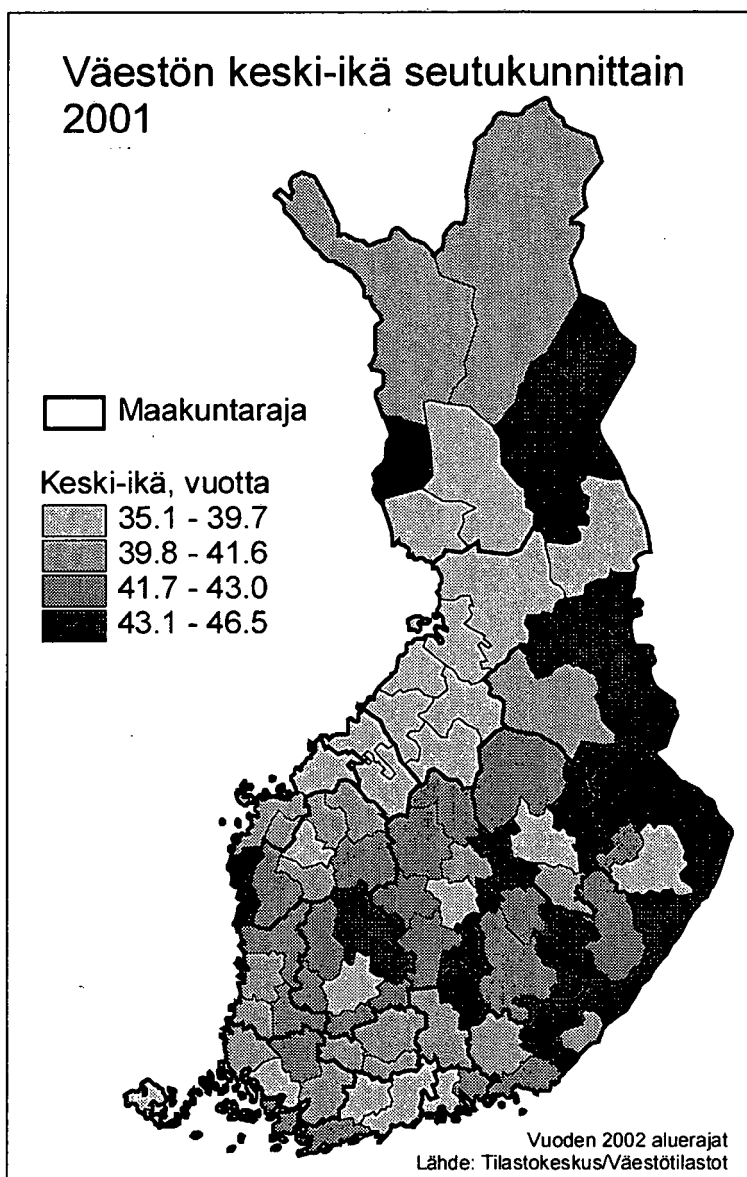 Väestön keski-ikä seutukunnittain
2001
Maakuntaraja
Keski-ikä, vuotta
35.1 - 39.7
39.8 - 41.6
41.7 - 43.0
43.1 - 46.5
Vuoden 2002 aluerajat
Lähde: Tilastokeskus/Väestötilastot